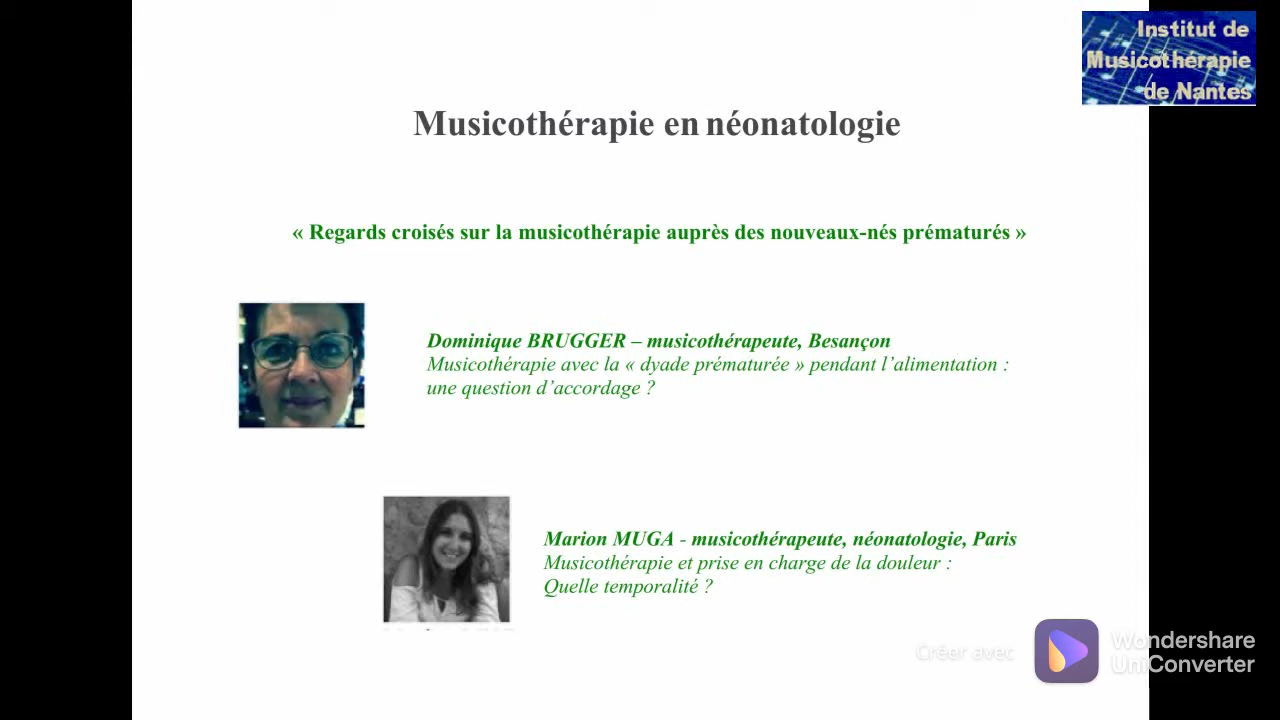 Institut de
Musicothérapie
de Nantes
Musicothérapie en néonatologie
« Regards croisés sur la musicothérapie auprès des nouveaux-nés prématurés »
Dominique BRUGGER – musicothérapeute, Besançon
Musicothérapie avec la « dyade prématurée » pendant l’alimentation :
une question d’accordage ?
Marion MUGA - musicothérapeute, néonatologie, Paris
Musicothérapie et prise en charge de la douleur :
Quelle temporalité ?
Créer avec
Wondershare
UniConverter